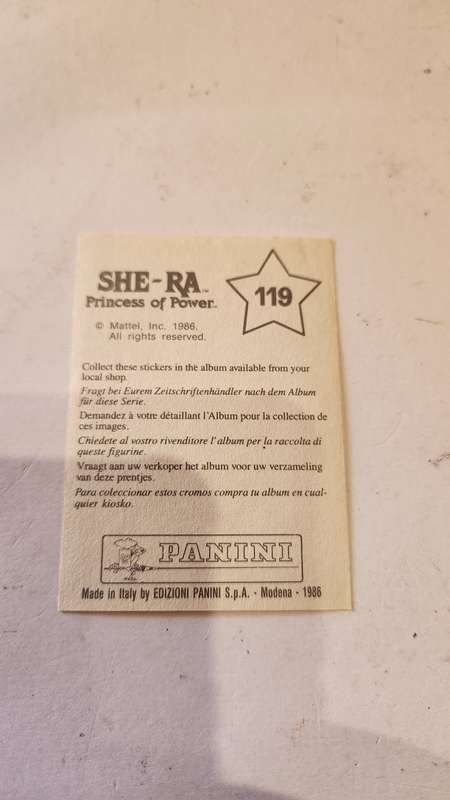 SHE-RA™
Princess of Power™
119
© Mattel, Inc. 1986.
All rights reserved.
Collect these stickers in the album available from your
local shop.
Fragt bei Eurem Zeitschriftenhändler nach dem Album
für diese Serie.
Demandez à votre détaillant l'Album pour la collection de
ces images.
Chiedete al vostro rivenditore l'album per la raccolta di
queste figurine.
Vraagt aan uw verkoper het album voor uw verzameling
van deze prentjes.
Para coleccionar estos cromos compra tu album en cual-
quier kiosko.
PANINI
Made in Italy by EDIZIONI PANINI S.p.A. - Modena - 1986